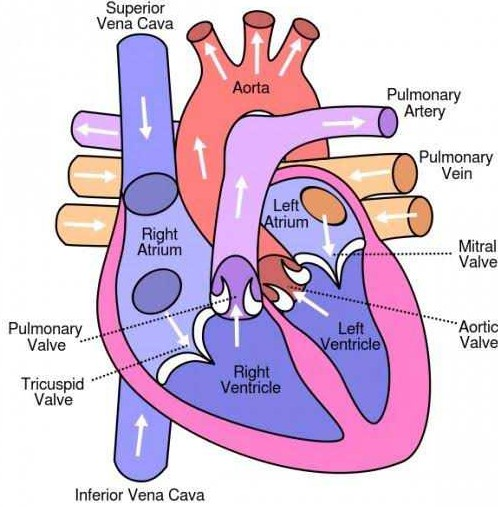 Superior
Vena Cava
Aorta
Pulmonary
Artery
Pulmonary
Vein
Left
Atrium
Right
Atrium
Mitral
Valve
Pulmonary
Valve
Aortic
Valve
Left
Ventricle
Tricuspid
Valve
Right
Ventricle
Inferior Vena Cava